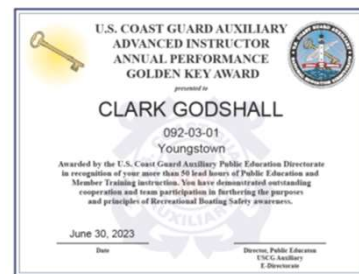 U.S. COAST GUARD AUXILIARY
ADVANCED INSTRUCTOR
ANNUAL PERFORMANCE
GOLDEN KEY AWARD
presented to
CLARK GODSHALL
092-03-01
Youngstown
Awarded by the U.S. Coast Guard Auxiliary Public Education Directorate
in recognition of your more than 50 lead hours of Public Education and
Member Training instruction. You have demonstrated outstanding
cooperation and team participation in furthering the purposes
and principles of Recreational Boating Safety awareness.
June 30, 2023
Date
Director, Public Educaton
USCG Auxiliary
E-Directorate
AUXILIARY